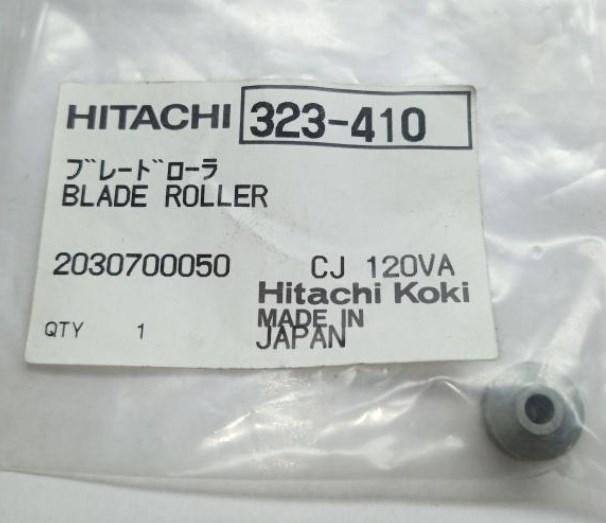 HITACHI 323-410
ブレードローラ
BLADE ROLLER
2030700050 CJ 120VA
Hitachi Koki
MADE IN
JAPAN
QTY 1